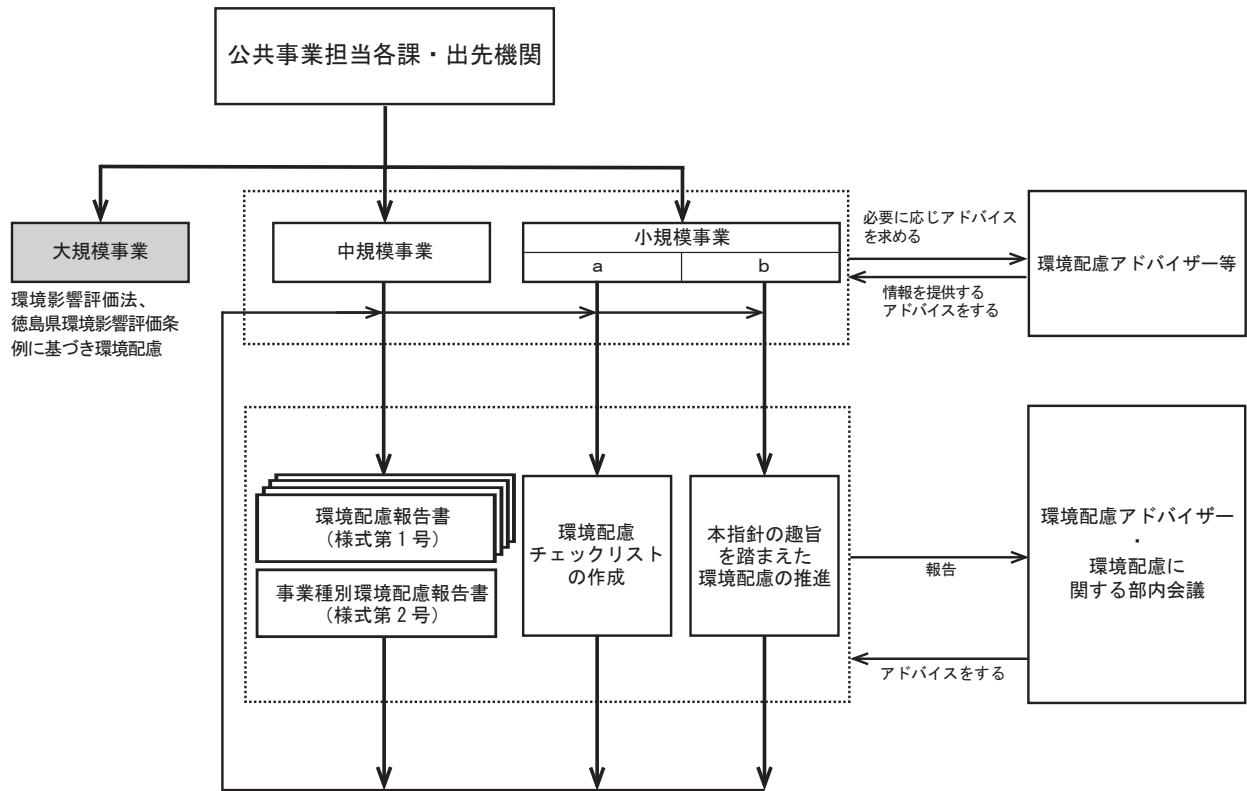 公共事業担当各課・出先機関
大規模事業
環境影響評価法、
徳島県環境影響評価条
例に基づき環境配慮
中規模事業
小規模事業
a
b
必要に応じアドバイス
を求める
情報を提供する
アドバイスをする
環境配慮アドバイザー等
環境配慮報告書
(様式第1号)
事業種別環境配慮報告書
(様式第2号)
環境配慮
チェックリスト
の作成
本指針の趣旨
を踏まえた
環境配慮の推進
報告
アドバイスをする
環境配慮アドバイザー
・
環境配慮に
関する部内会議